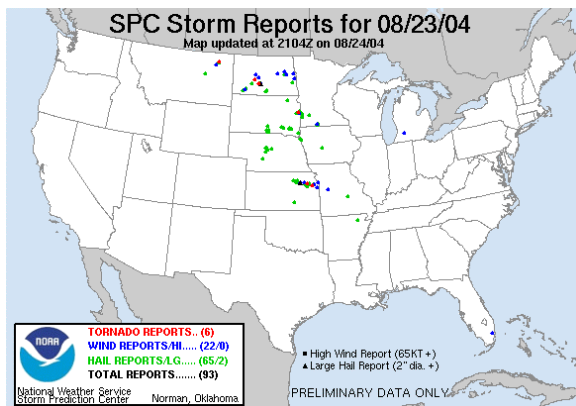 SPC Storm Reports for 08/23/04
Map updated at 2104Z on 08/24/04
NOAA
TORNADO REPORTS.. (6)
WIND REPORTS/HI..... (22/0)
HAIL REPORTS/LG..... (65/2)
TOTAL REPORTS....... (93)
National Weather Service
Storm Prediction Center Norman, Oklahoma
High Wind Report (65KT +)
Large Hail Report (2" dia. +)
PRELIMINARY DATA ONLY